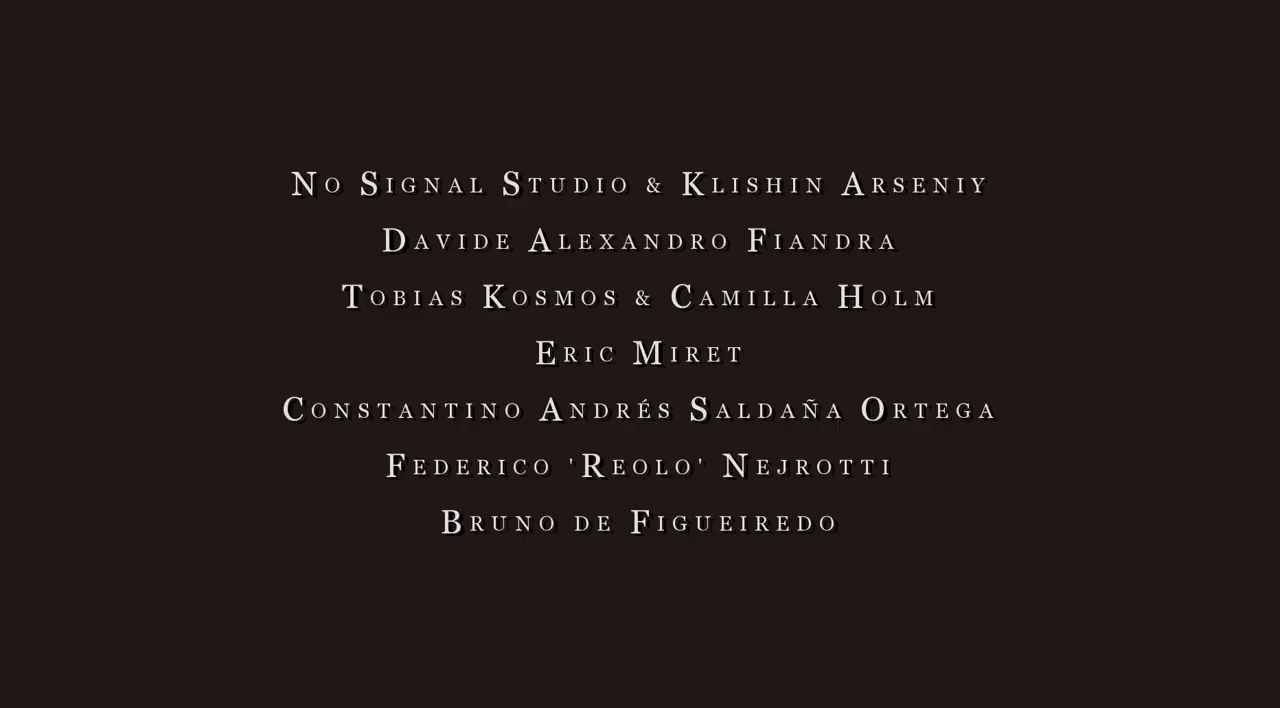 No Signal Studio & Klishin Arseniy
Davide Alexandro Fiandra
Tobias Kosmos & Camilla Holm
Eric Miret
Constantino Andrés Saldaña Ortega
Federico 'Reolo' Nejrotti
Bruno de Figueiredo